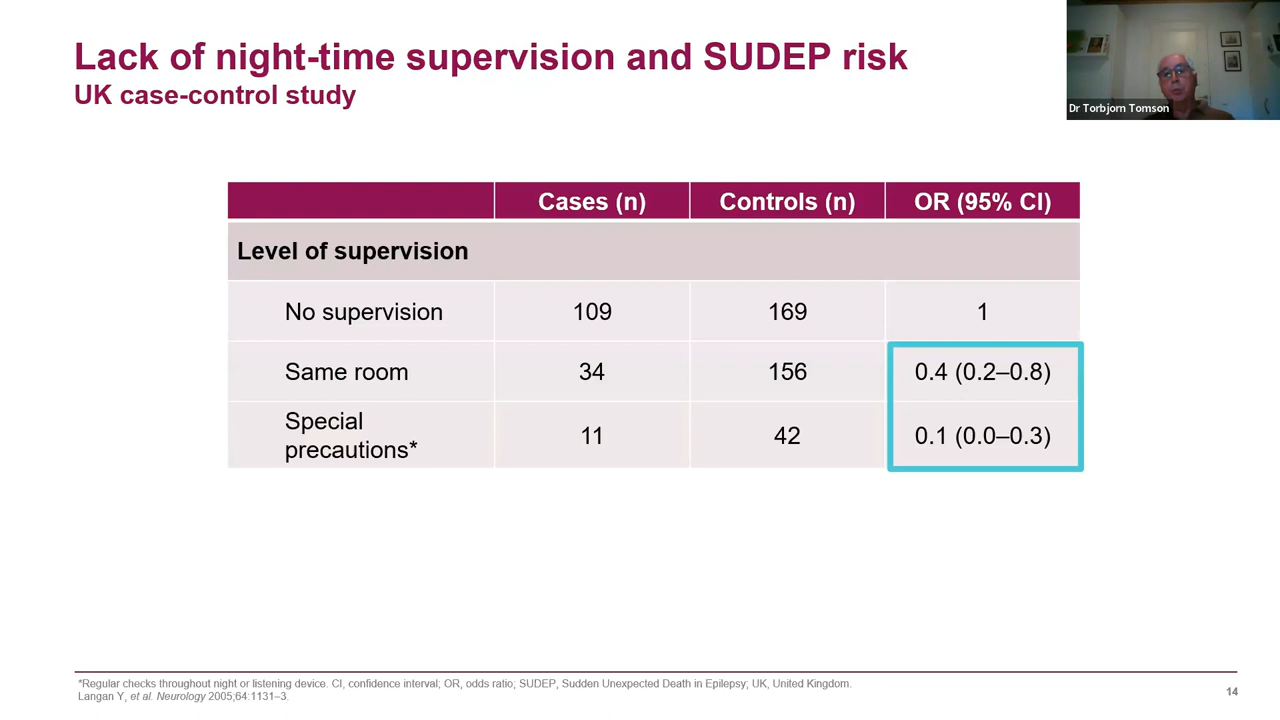 Lack of night-time supervision and SUDEP risk
UK case-control study
Dr Torbjorn Tomson
Cases (n) Controls (n) OR (95% CI)
Level of supervision
No supervision 109 169 1
Same room 34 156 0.4 (0.2–0.8)
Special
precautions* 11 42 0.1 (0.0–0.3)
*Regular checks throughout night or listening device. CI, confidence interval; OR, odds ratio; SUDEP, Sudden Unexpected Death in Epilepsy; UK, United Kingdom.
Langan Y, et al. Neurology 2005;64:1131–3.
14